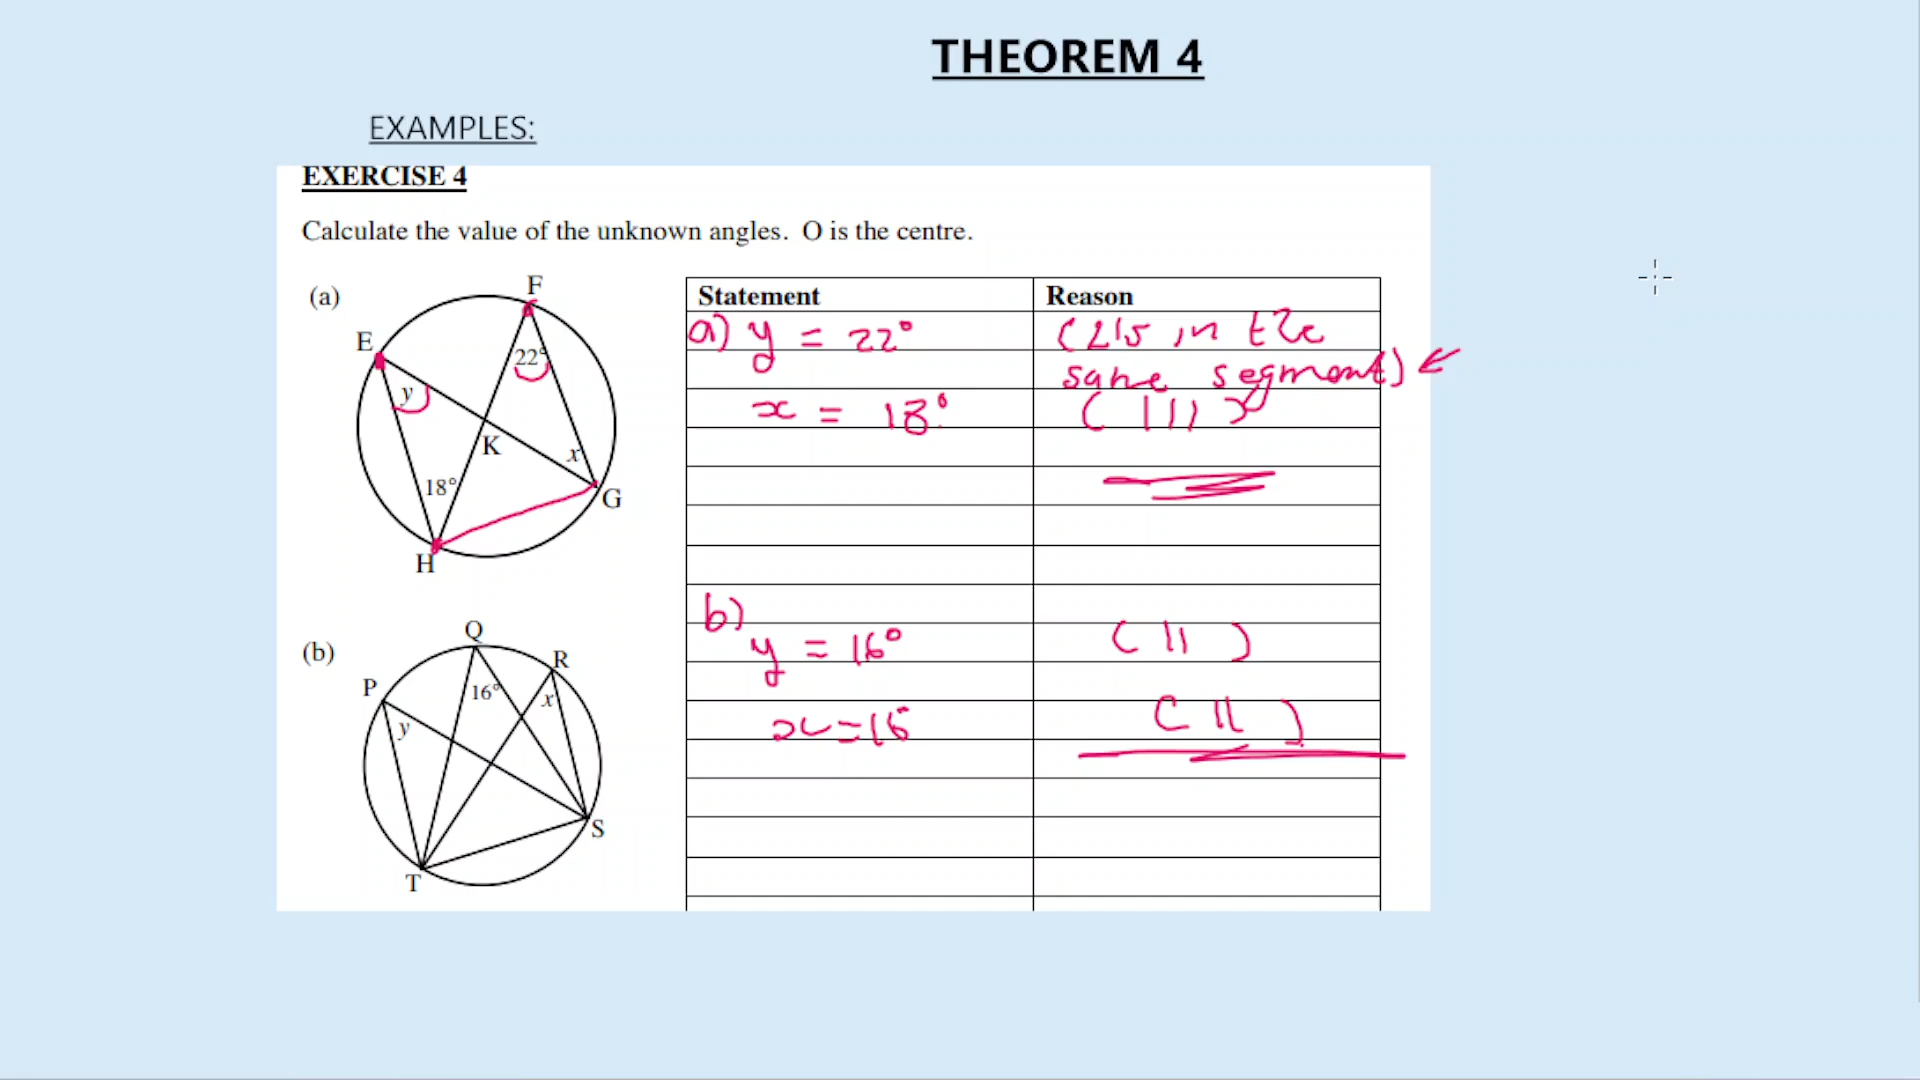 THEOREM 4
EXAMPLES:
EXERCISE 4
Calculate the value of the unknown angles. O is the centre.
(a)
F
E
22°
y
K
x
18°
G
H
Statement
Reason
a) y = 22°
(∠'s in the
same segment)
x = 18°
( ||| )
(b)
Q
R
P
16°
x
y
S
T
b)
y = 16°
( || )
x = 16
( || )